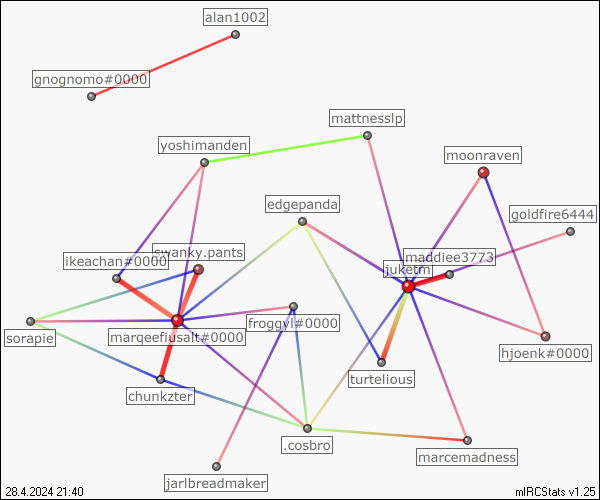 alan1002
gnognomo#0000
mattnesslp
yoshimanden
moonraven
edgepanda
goldfire6444
swanky.pants
maddiee3773
ikeachan#0000
juketm
froggyl#0000
sorapie
marqeefiusalt#0000
hjoenk#0000
turtelious
chunkzter
.cosbro
marcemadness
jarlbreadmaker
28.4.2024 21:40
mIRCStats v1.25